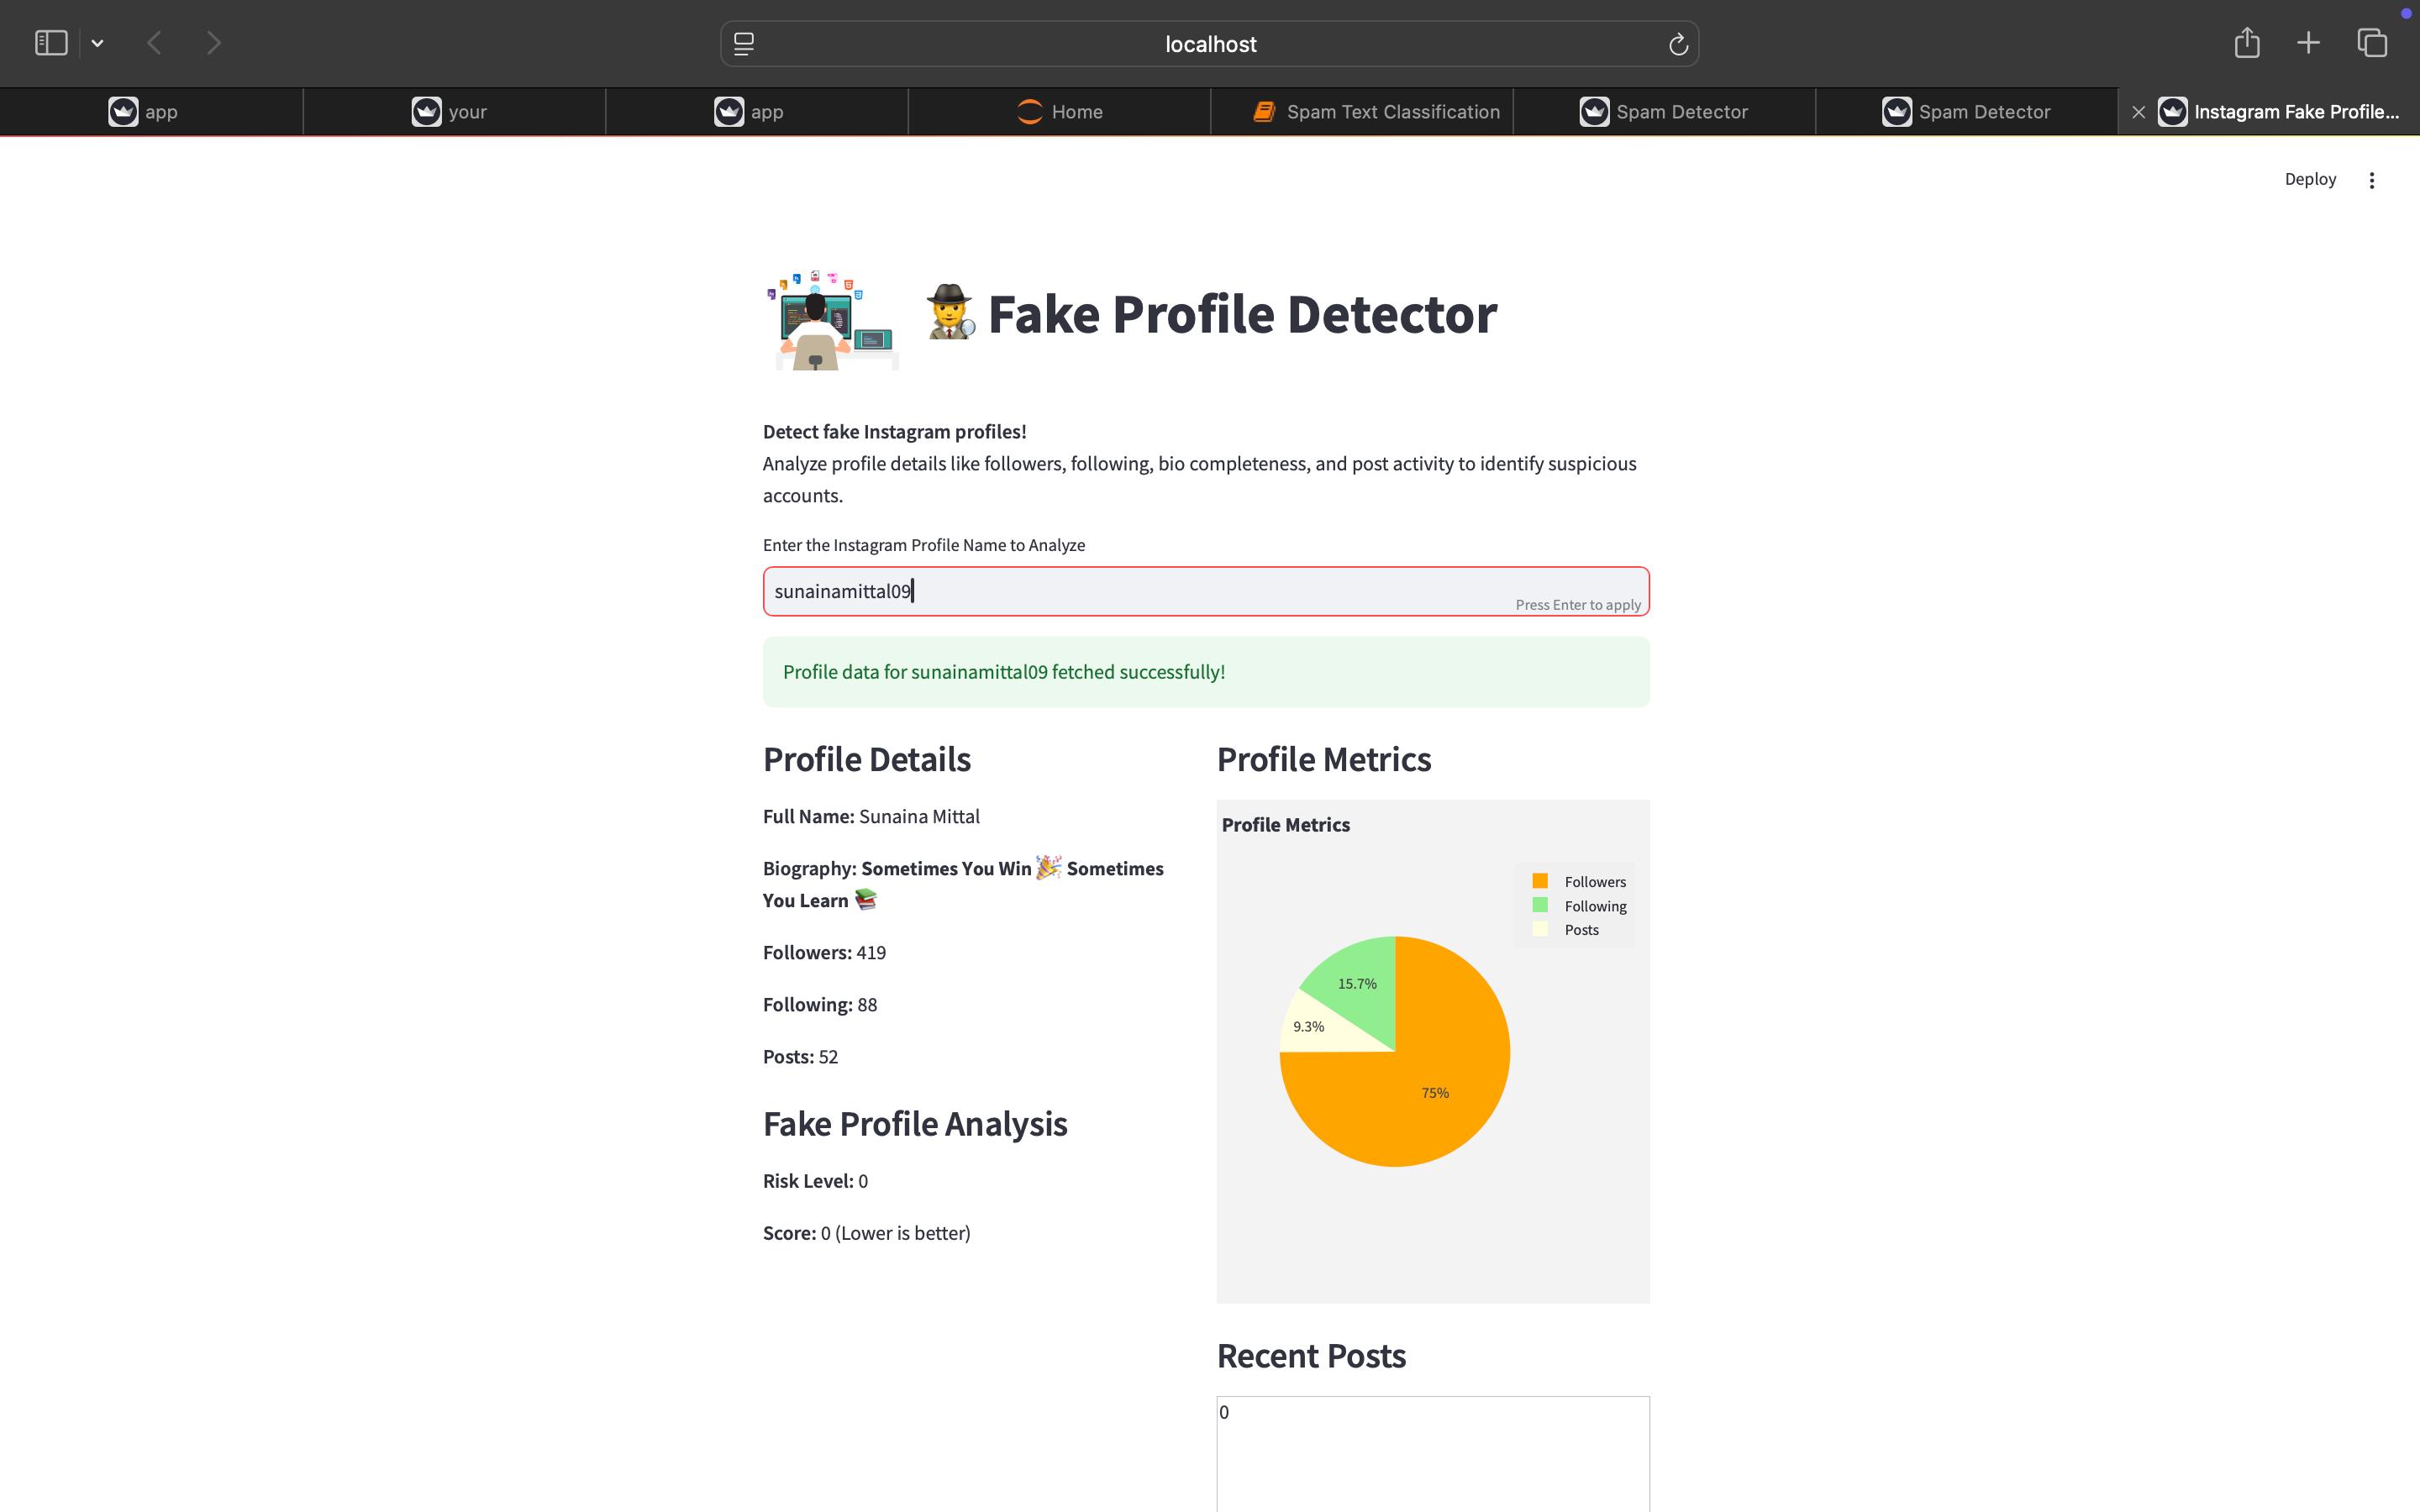 localhost
app
your
app
Home
Spam Text Classification
Spam Detector
Spam Detector
Instagram Fake Profile...
Deploy
Fake Profile Detector
Detect fake Instagram profiles!
Analyze profile details like followers, following, bio completeness, and post activity to identify suspicious
accounts.
Enter the Instagram Profile Name to Analyze
sunainamittal09
Press Enter to apply
Profile data for sunainamittal09 fetched successfully!
Profile Details
Full Name: Sunaina Mittal
Biography: Sometimes You Win 🎉 Sometimes
You Learn 📚
Followers: 419
Following: 88
Posts: 52
Fake Profile Analysis
Risk Level: 0
Score: 0 (Lower is better)
Profile Metrics
Profile Metrics
Followers
Following
Posts
15.7%
9.3%
75%
Recent Posts
0